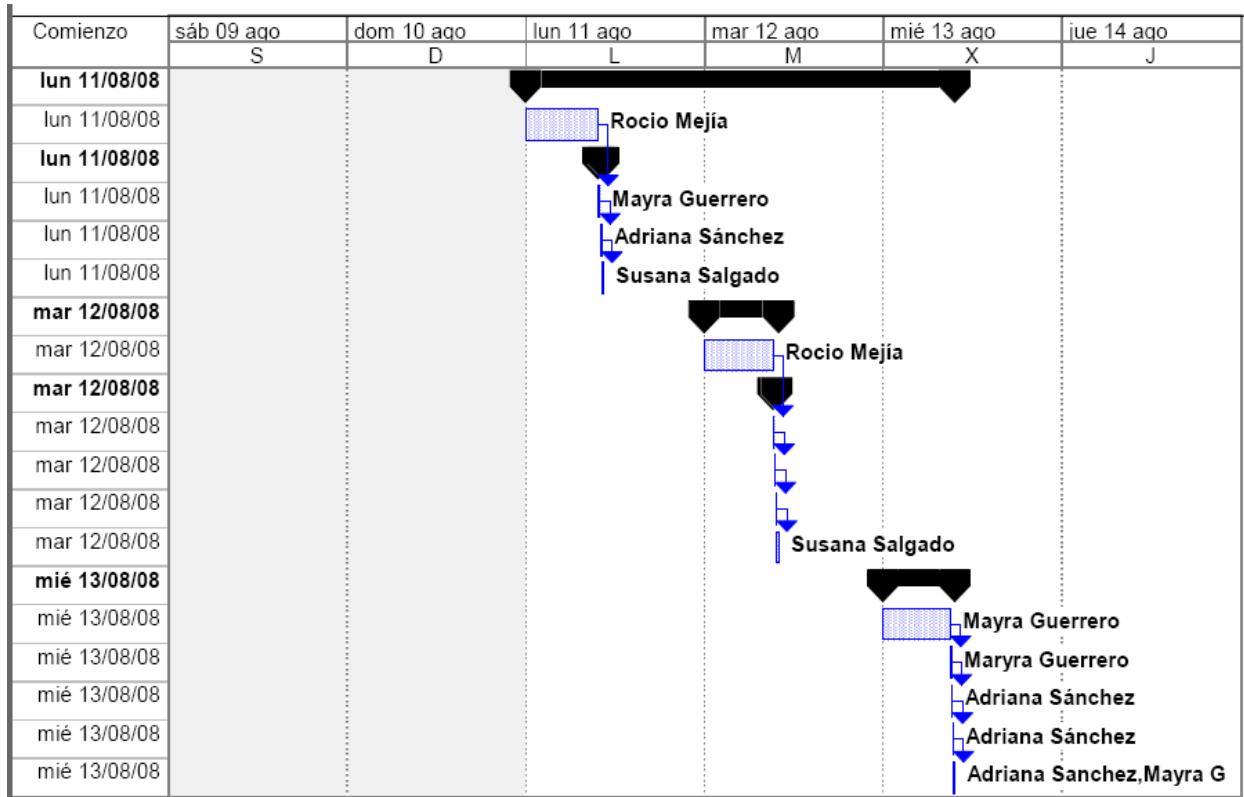 Comienzo sáb 09 ago dom 10 ago lun 11 ago mar 12 ago mié 13 ago jue 14 ago
S D L M X J
lun 11/08/08
lun 11/08/08 Rocio Mejía
lun 11/08/08
lun 11/08/08 Mayra Guerrero
lun 11/08/08 Adriana Sánchez
lun 11/08/08 Susana Salgado
mar 12/08/08
mar 12/08/08 Rocio Mejía
mar 12/08/08
mar 12/08/08
mar 12/08/08
mar 12/08/08
mar 12/08/08 Susana Salgado
mié 13/08/08
mié 13/08/08 Mayra Guerrero
mié 13/08/08 Maryra Guerrero
mié 13/08/08 Adriana Sánchez
mié 13/08/08 Adriana Sánchez
mié 13/08/08 Adriana Sanchez,Mayra G